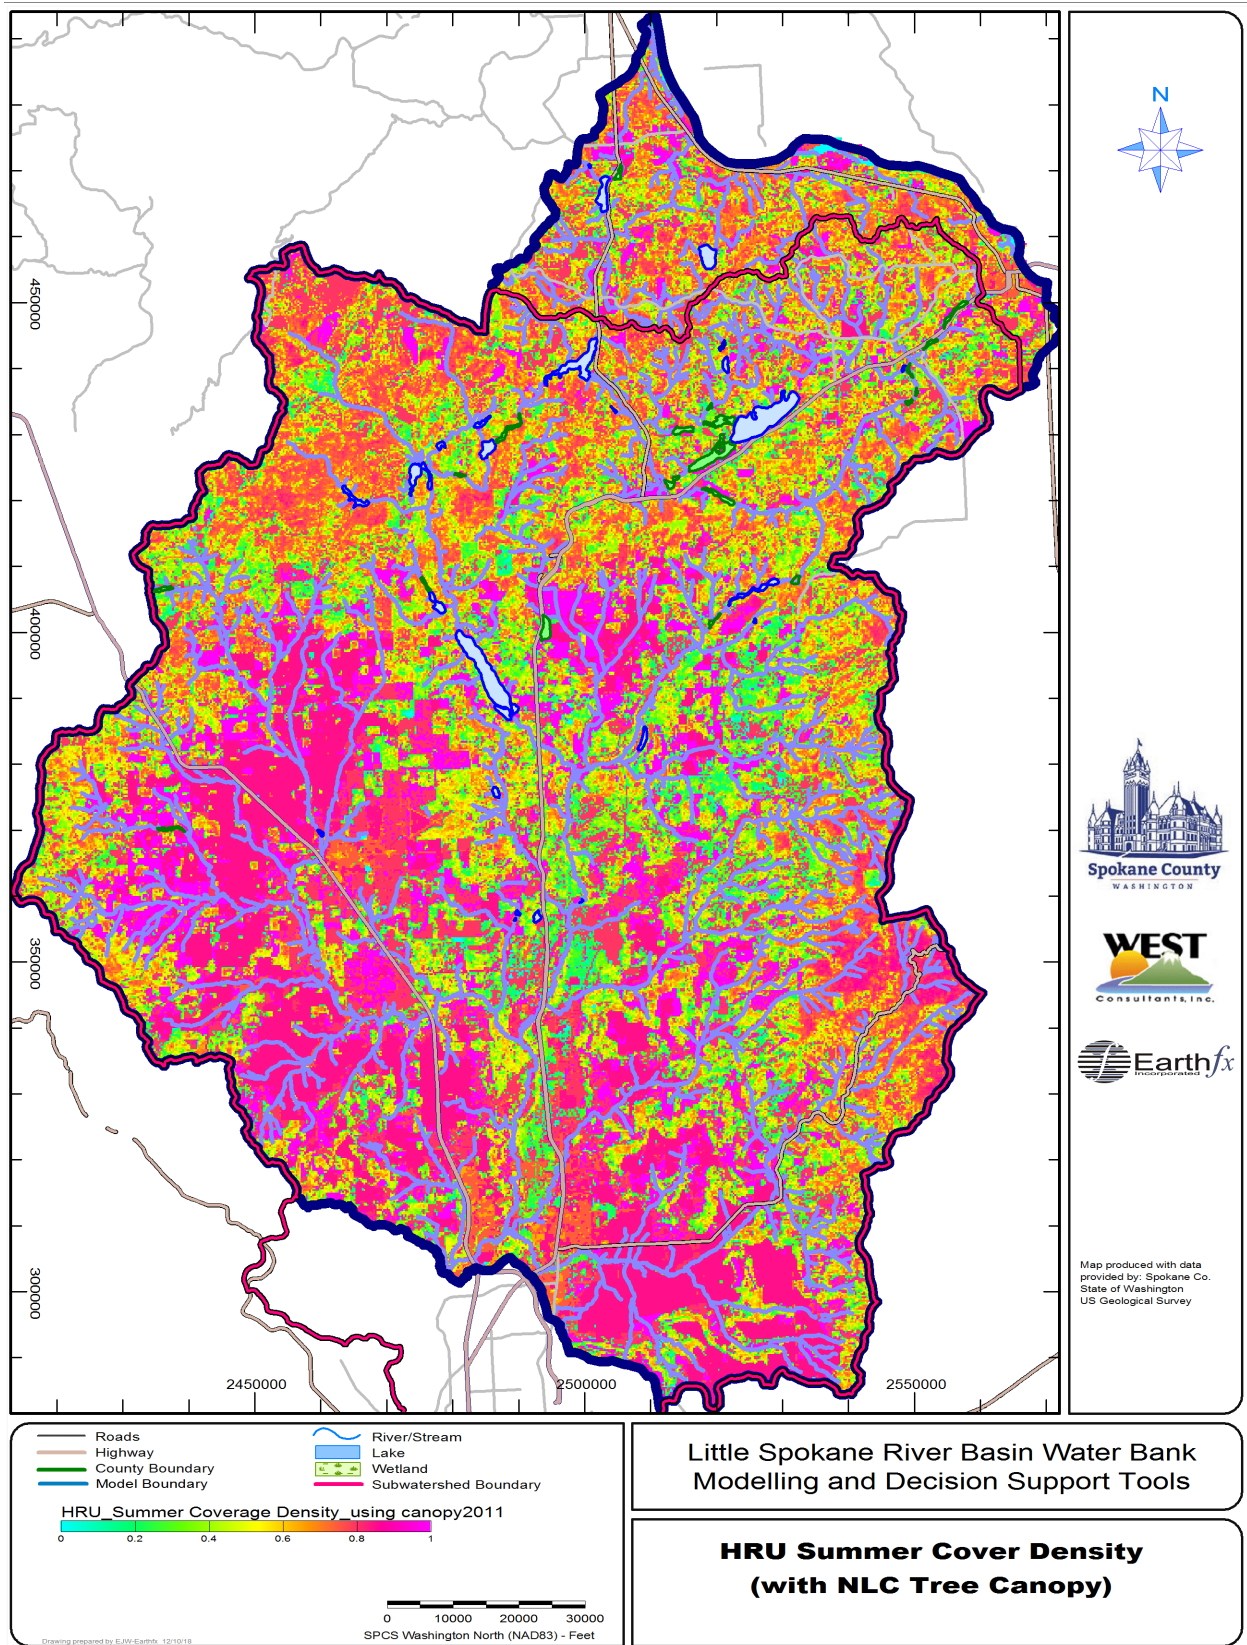 N
450000
400000
350000
300000
2450000
2500000
2550000
Spokane County
WASHINGTON
WEST
Consultants, Inc.
f Earthfx
Incorporated
Map produced with data
provided by: Spokane Co.
State of Washington
US Geological Survey
Roads
Highway
County Boundary
Model Boundary
River/Stream
Lake
Wetland
Subwatershed Boundary
HRU_Summer Coverage Density_using canopy2011
0 0.2 0.4 0.6 0.8 1
0 10000 20000 30000
SPCS Washington North (NAD83) - Feet
Drawing prepared by EJW-Earthfx 12/10/18
Little Spokane River Basin Water Bank
Modelling and Decision Support Tools
HRU Summer Cover Density
(with NLC Tree Canopy)